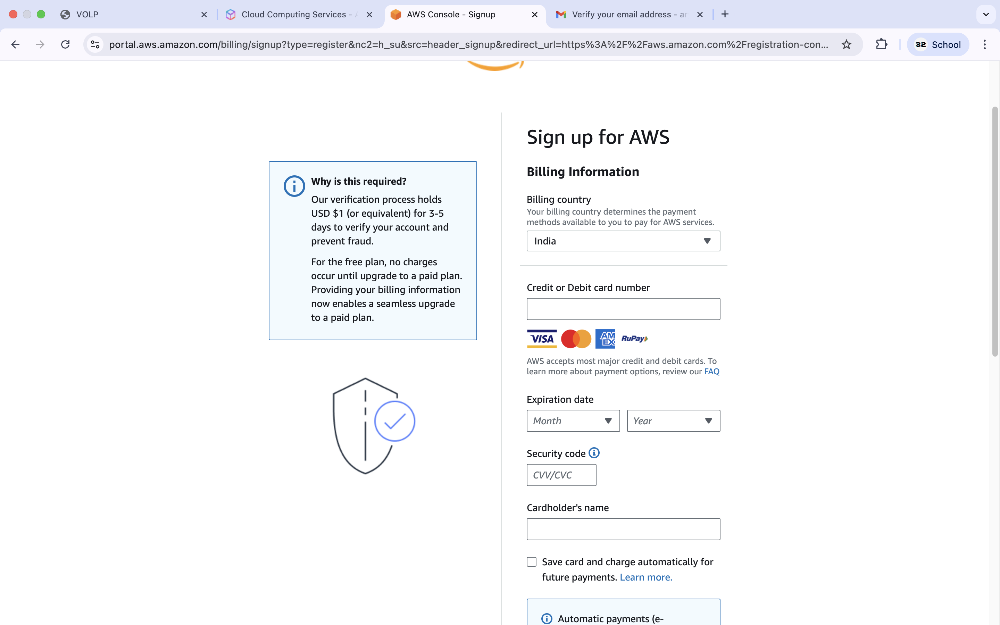 VOLP
Cloud Computing Services -
AWS Console - Signup
Verify your email address - ar
portal.aws.amazon.com/billing/signup?type=register&nc2=h_su&src=header_signup&redirect_url=https%3A%2F%2Faws.amazon.com%2Fregistration-con...
32 School
Why is this required?
Our verification process holds
USD $1 (or equivalent) for 3-5
days to verify your account and
prevent fraud.
For the free plan, no charges
occur until upgrade to a paid plan.
Providing your billing information
now enables a seamless upgrade
to a paid plan.
Sign up for AWS
Billing Information
Billing country
Your billing country determines the payment
methods available to you to pay for AWS services.
India
Credit or Debit card number
VISA AMEX RuPay
AWS accepts most major credit and debit cards. To
learn more about payment options, review our FAQ
Expiration date
Month Year
Security code
CVV/CVC
Cardholder's name
Save card and charge automatically for
future payments. Learn more.
Automatic payments (e-